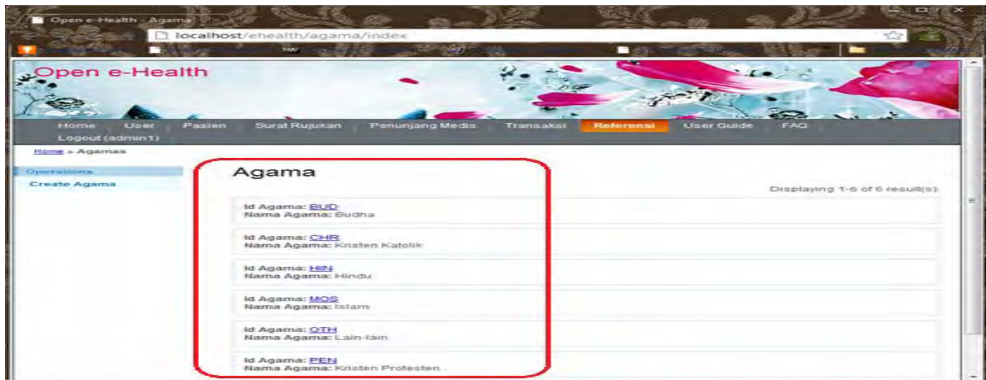 Open e-Health - Agama
localhost/ehealth/agama/index
Open e-Health
Home User Pasien Surat Rujukan Penunjang Medis Transaksi Referensi User Guide FAQ
Logout (admin1)
Home » Agamas
Operations
Create Agama
Agama
Displaying 1-6 of 6 result(s).
Id Agama: BUD
Nama Agama: Budha
Id Agama: CHR
Nama Agama: Kristen Katolik
Id Agama: HIN
Nama Agama: Hindu
Id Agama: MOS
Nama Agama: Islam
Id Agama: OTH
Nama Agama: Lain-lain
Id Agama: PEN
Nama Agama: Kristen Protesten